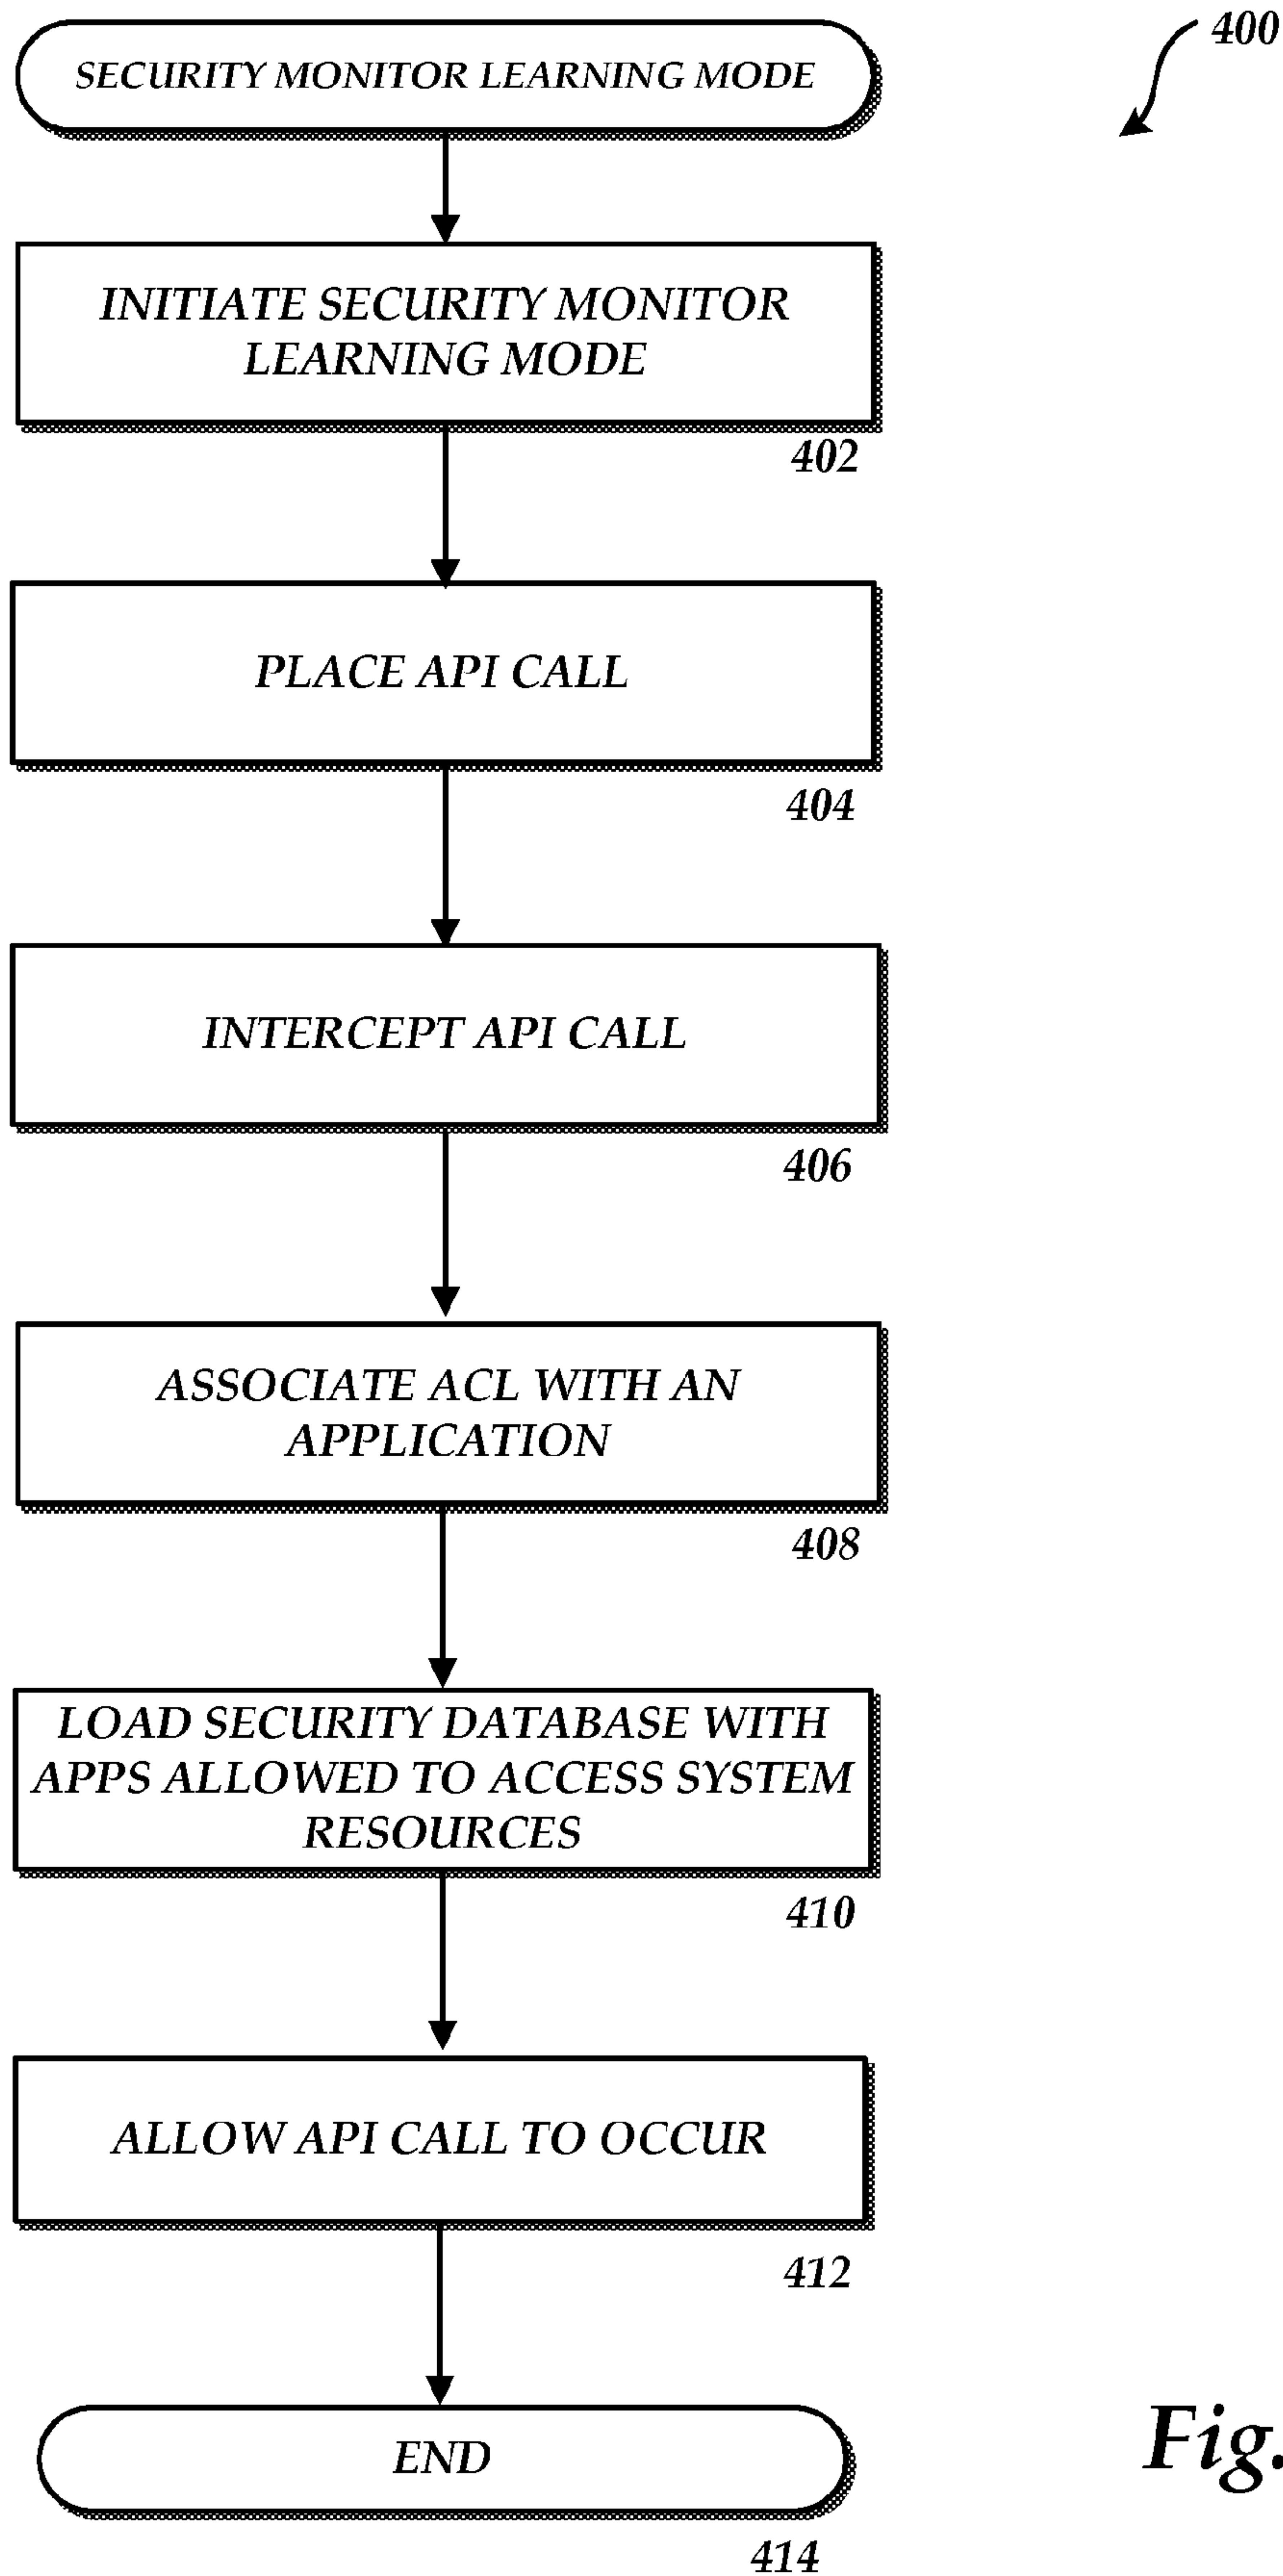 400
SECURITY MONITOR LEARNING MODE
INITIATE SECURITY MONITOR
LEARNING MODE
402
PLACE API CALL
404
INTERCEPT API CALL
406
ASSOCIATE ACL WITH AN
APPLICATION
408
LOAD SECURITY DATABASE WITH
APPS ALLOWED TO ACCESS SYSTEM
RESOURCES
410
ALLOW API CALL TO OCCUR
412
END
414
Fig.